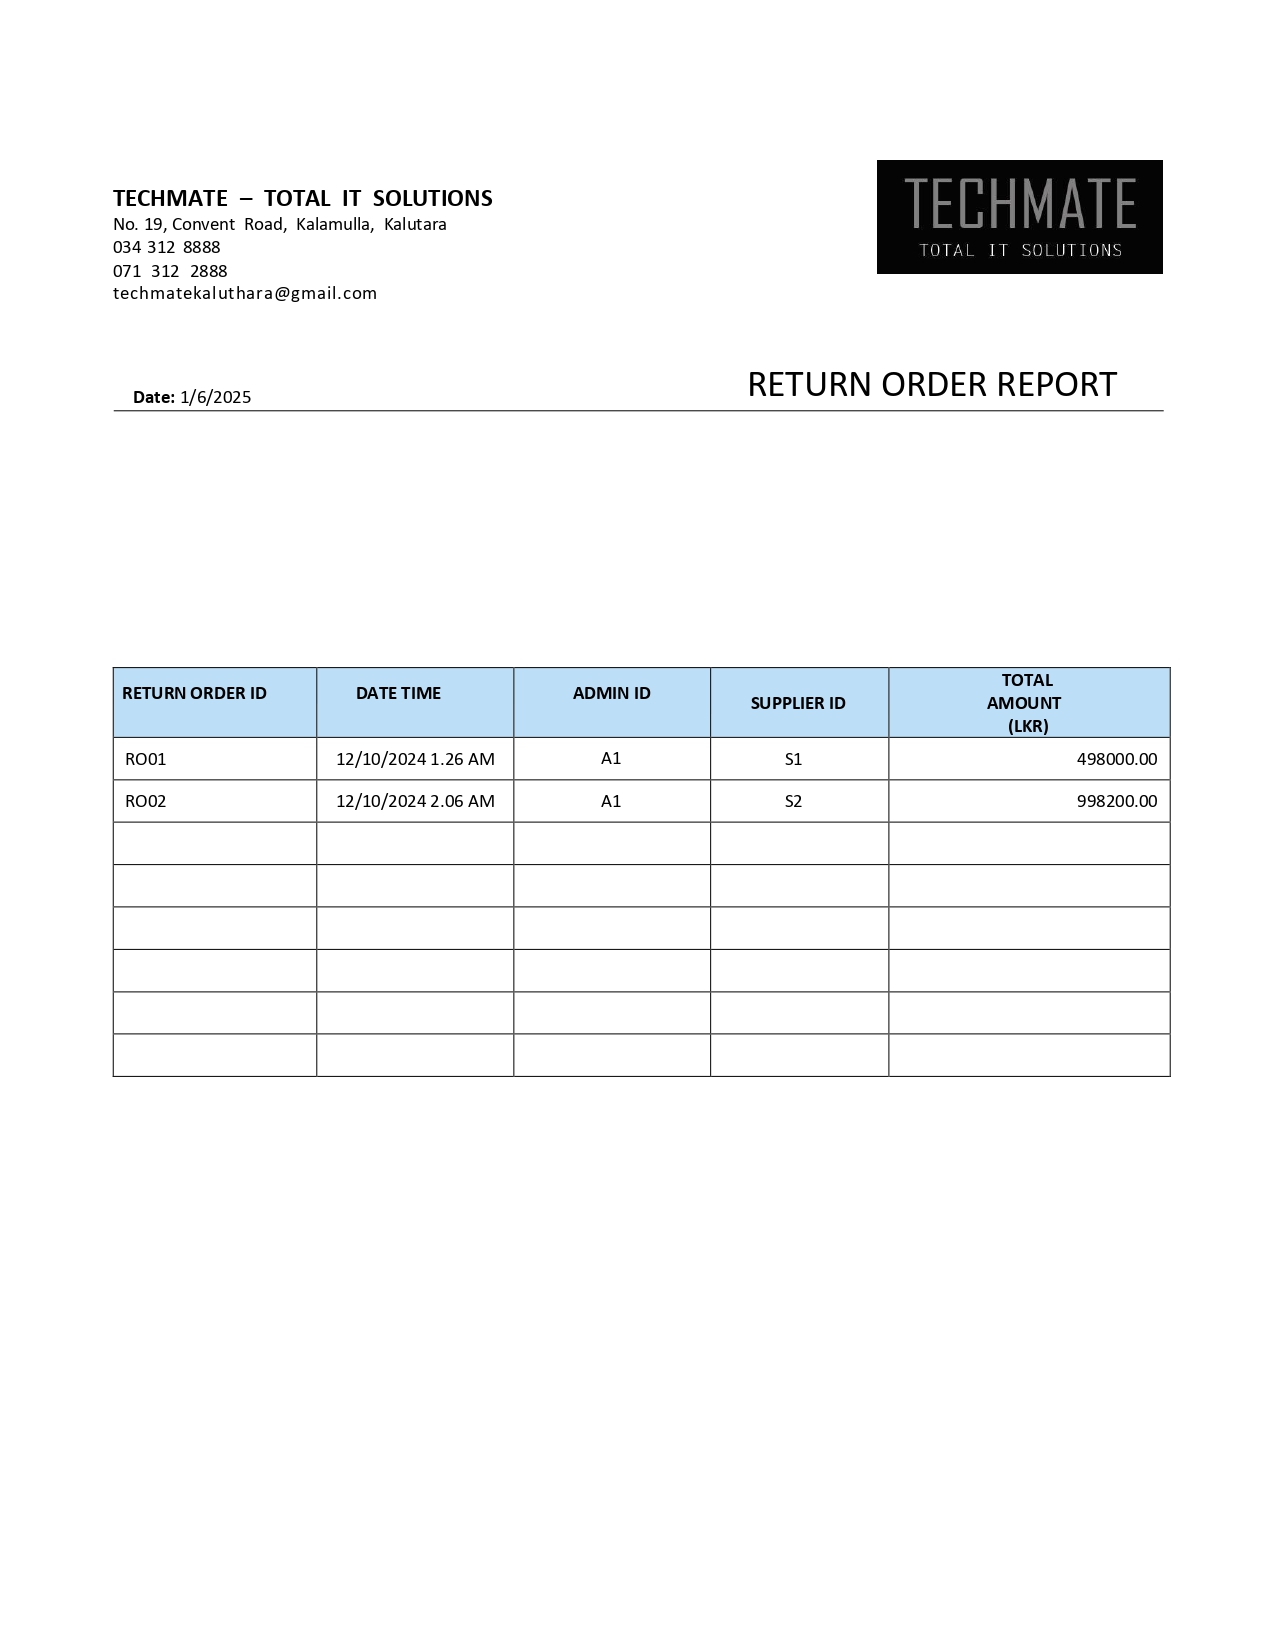 TECHMATE – TOTAL IT SOLUTIONS
No. 19, Convent Road, Kalamulla, Kalutara
034 312 8888
071 312 2888
techmatekaluthara@gmail.com
TECHMATE
TOTAL IT SOLUTIONS
Date: 1/6/2025
RETURN ORDER REPORT
RETURN ORDER ID DATE TIME ADMIN ID SUPPLIER ID TOTAL
AMOUNT
(LKR)
RO01 12/10/2024 1.26 AM A1 S1 498000.00
RO02 12/10/2024 2.06 AM A1 S2 998200.00